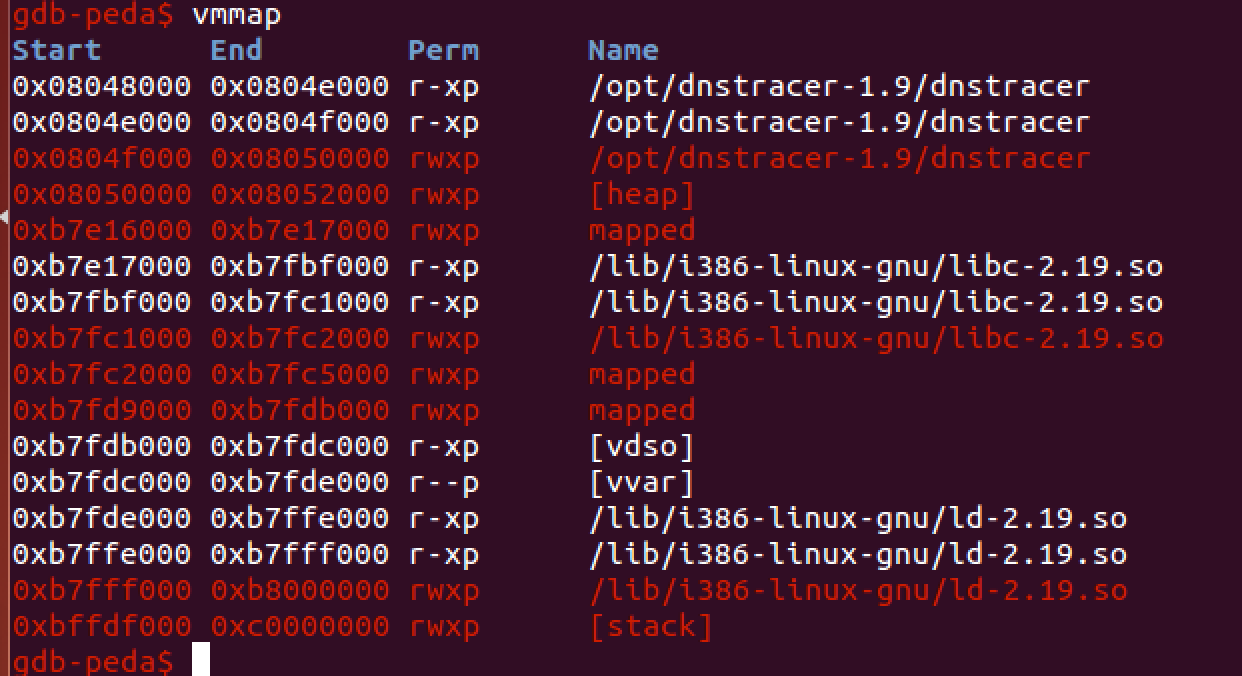 gdb-peda$ vmmap
Start End Perm Name
0x08048000 0x0804e000 r-xp /opt/dnstracer-1.9/dnstracer
0x0804e000 0x0804f000 r-xp /opt/dnstracer-1.9/dnstracer
0x0804f000 0x08050000 rwxp /opt/dnstracer-1.9/dnstracer
0x08050000 0x08052000 rwxp [heap]
0xb7e16000 0xb7e17000 rwxp mapped
0xb7e17000 0xb7fbf000 r-xp /lib/i386-linux-gnu/libc-2.19.so
0xb7fbf000 0xb7fc1000 r-xp /lib/i386-linux-gnu/libc-2.19.so
0xb7fc1000 0xb7fc2000 rwxp /lib/i386-linux-gnu/libc-2.19.so
0xb7fc2000 0xb7fc5000 rwxp mapped
0xb7fd9000 0xb7fdb000 rwxp mapped
0xb7fdb000 0xb7fdc000 r-xp [vdso]
0xb7fdc000 0xb7fde000 r--p [vvar]
0xb7fde000 0xb7ffe000 r-xp /lib/i386-linux-gnu/ld-2.19.so
0xb7ffe000 0xb7fff000 r-xp /lib/i386-linux-gnu/ld-2.19.so
0xb7fff000 0xb8000000 rwxp /lib/i386-linux-gnu/ld-2.19.so
0xbffdf000 0xc0000000 rwxp [stack]
gdb-peda$